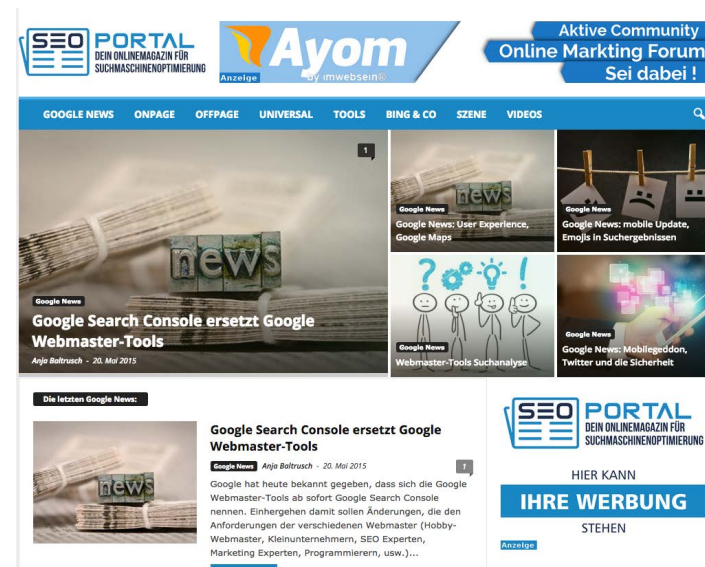 SEO PORTAL
DEIN ONLINEMAGAZIN FÜR
SUCHMASCHINENOPTIMIERUNG
Ayom
by imwebsein®
Anzeige
Aktive Community
Online Markting Forum
Sei dabei !
GOOGLE NEWS ONPAGE OFFPAGE UNIVERSAL TOOLS BING & CO SZENE VIDEOS
1
news
Google News
Google Search Console ersetzt Google
Webmaster-Tools
Anja Baltrusch - 20. Mai 2015
news
Google News
Google News: User Experience,
Google Maps
Google News
Google News: mobile Update,
Emojis in Suchergebnissen
Google News
Webmaster-Tools Suchanalyse
Google News
Google News: Mobilegeddon,
Twitter und die Sicherheit
Die letzten Google News:
news
Google Search Console ersetzt Google
Webmaster-Tools
Google News Anja Baltrusch - 20. Mai 2015 1
Google hat heute bekannt gegeben, dass sich die Google
Webmaster-Tools ab sofort Google Search Console
nennen. Einhergehen damit sollen Änderungen, die den
Anforderungen der verschiedenen Webmaster (Hobby-
Webmaster, Kleinunternehmern, SEO Experten,
Marketing Experten, Programmierern, usw.)...
SEO PORTAL
DEIN ONLINEMAGAZIN FÜR
SUCHMASCHINENOPTIMIERUNG
HIER KANN
IHRE WERBUNG
STEHEN
Anzeige